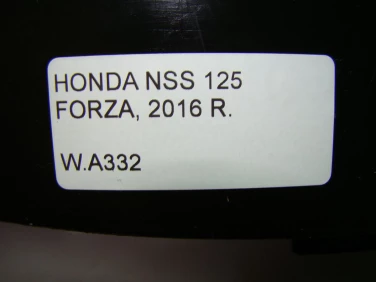 HONDA NSS 125
FORZA, 2016 R.
W.A332